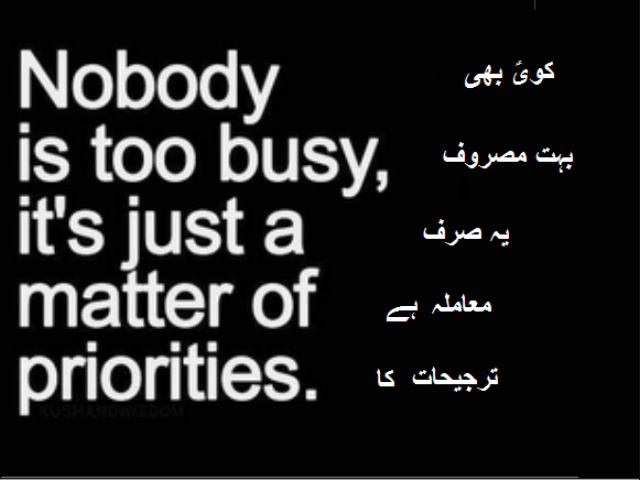 Nobody
is too busy,
it's just a
matter of
priorities.
کوئ بھی
بہت مصروف
یہ صرف
معاملہ ہے
ترجیحات کا
KUSHANDWIZDOM